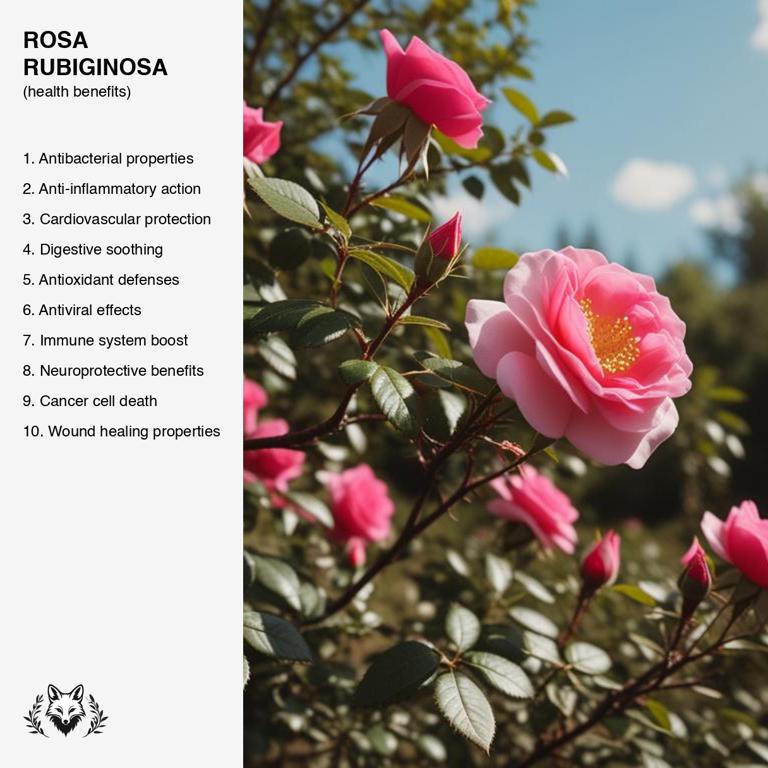 ROSA
RUBIGINOSA
(health benefits)
1. Antibacterial properties
2. Anti-inflammatory action
3. Cardiovascular protection
4. Digestive soothing
5. Antioxidant defenses
6. Antiviral effects
7. Immune system boost
8. Neuroprotective benefits
9. Cancer cell death
10. Wound healing properties